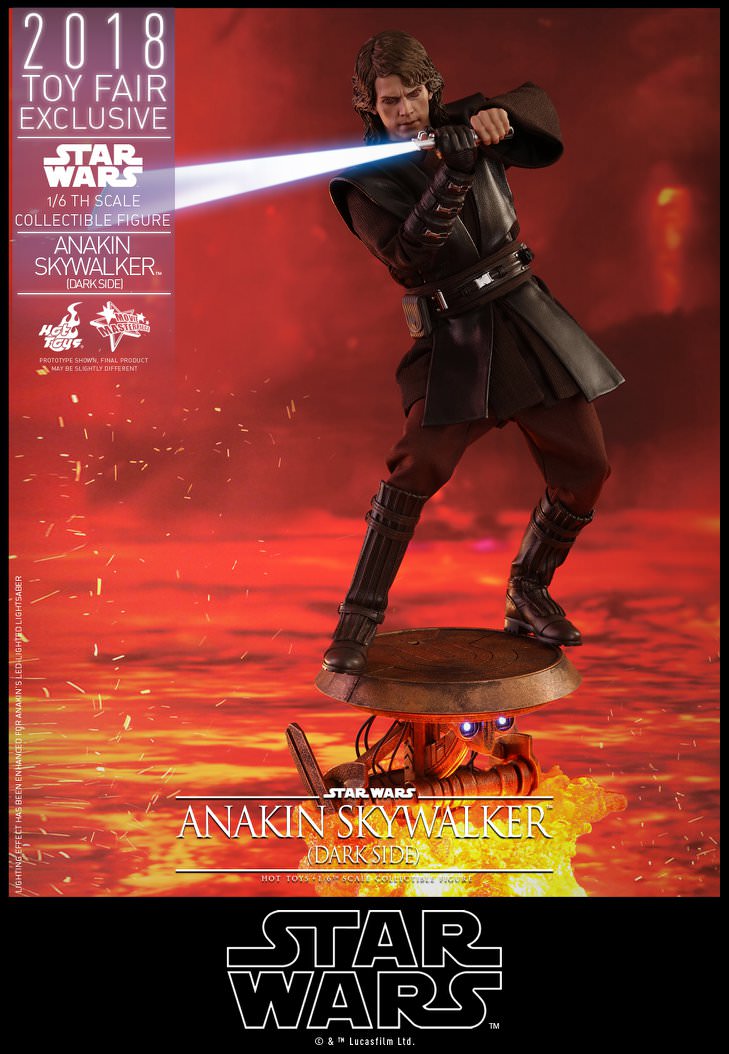 2018
TOY FAIR
EXCLUSIVE
STAR
WARS
1/6 TH SCALE
COLLECTIBLE FIGURE
ANAKIN
SKYWALKER™
(DARK SIDE)
Hot
Toys®
MOVIE
MASTERPIECE
PROTOTYPE SHOWN, FINAL PRODUCT
MAY BE SLIGHTLY DIFFERENT
LIGHTING EFFECT HAS BEEN ENHANCED FOR ANAKIN'S LED-LIGHTED LIGHTSABER
STAR WARS
ANAKIN SKYWALKER
(DARK SIDE)
HOT TOYS • 1/6TH SCALE COLLECTIBLE FIGURE
STAR
WARS™
© & ™ Lucasfilm Ltd.